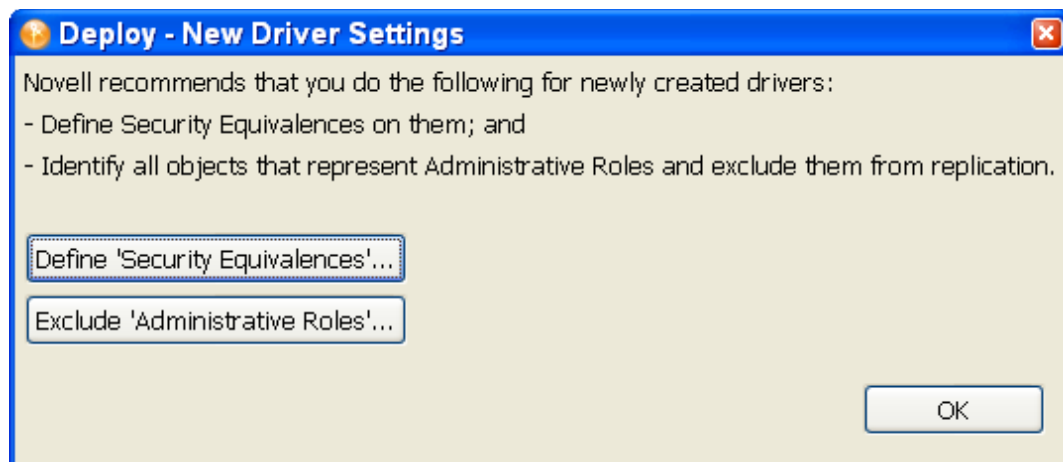 Deploy - New Driver Settings
Novell recommends that you do the following for newly created drivers:
- Define Security Equivalences on them; and
- Identify all objects that represent Administrative Roles and exclude them from replication.
Define 'Security Equivalences'...
Exclude 'Administrative Roles'...
OK